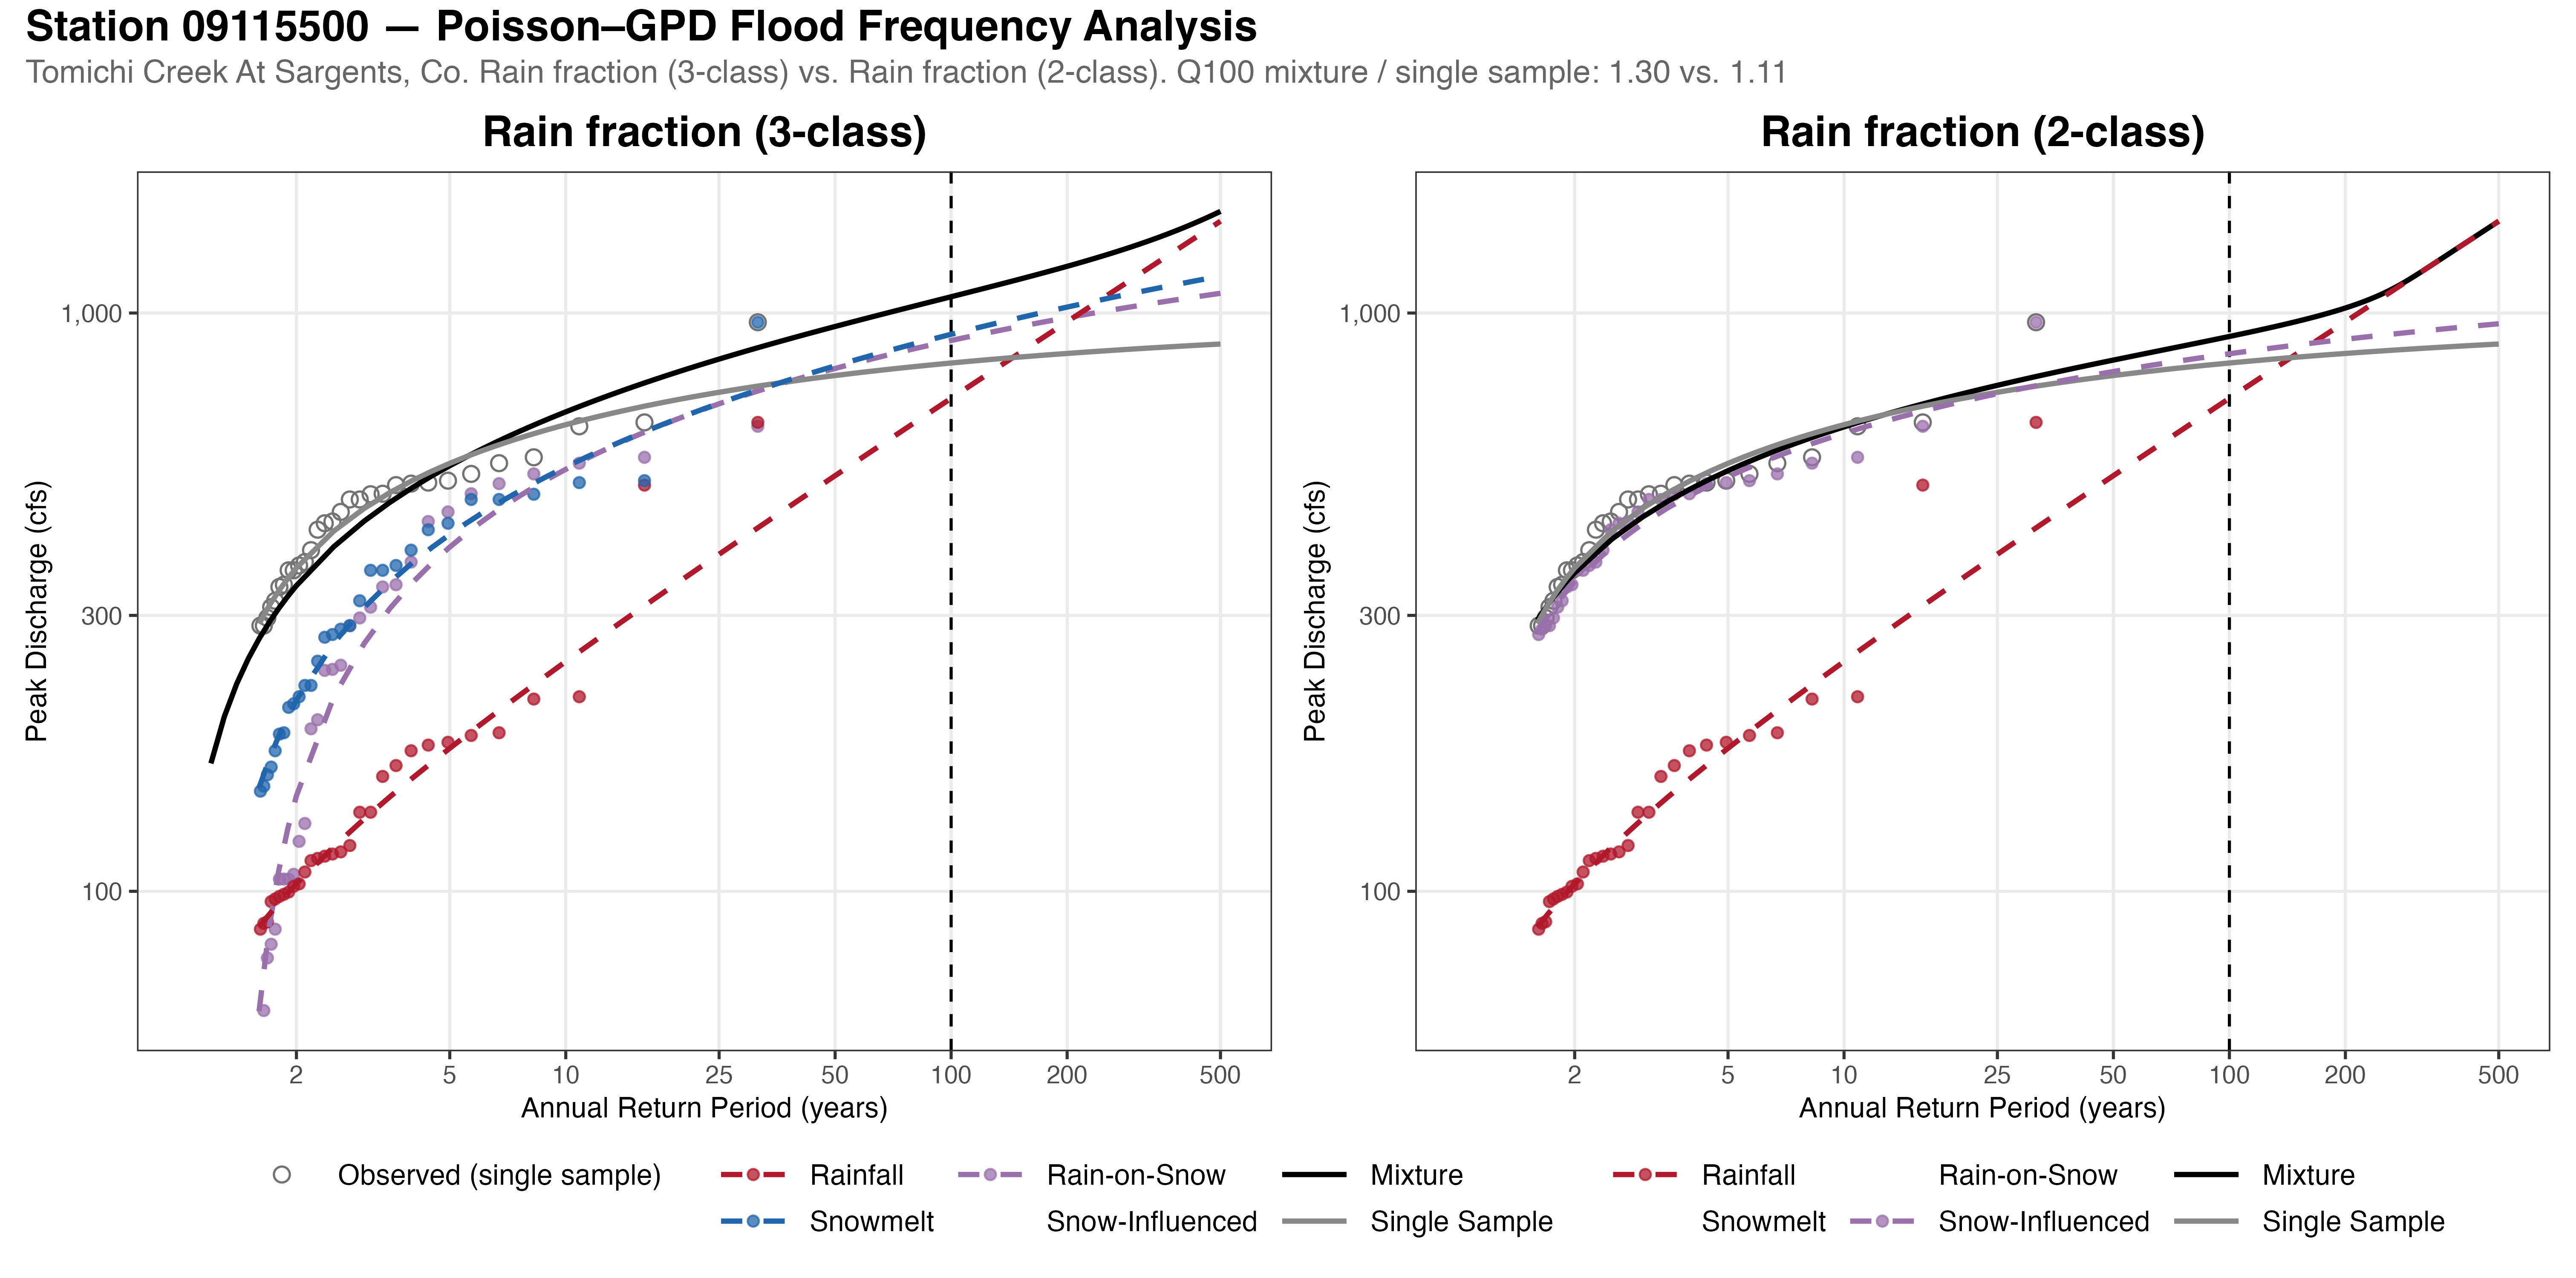 Station 09115500 — Poisson–GPD Flood Frequency Analysis
Tomichi Creek At Sargents, Co. Rain fraction (3-class) vs. Rain fraction (2-class). Q100 mixture / single sample: 1.30 vs. 1.11
Rain fraction (3-class)
Peak Discharge (cfs)
1,000
300
100
2 5 10 25 50 100 200 500
Annual Return Period (years)
Rain fraction (2-class)
Peak Discharge (cfs)
1,000
300
100
2 5 10 25 50 100 200 500
Annual Return Period (years)
Observed (single sample) Rainfall Rain-on-Snow Mixture Rainfall Rain-on-Snow Mixture
Snowmelt Snow-Influenced Single Sample Snowmelt Snow-Influenced Single Sample